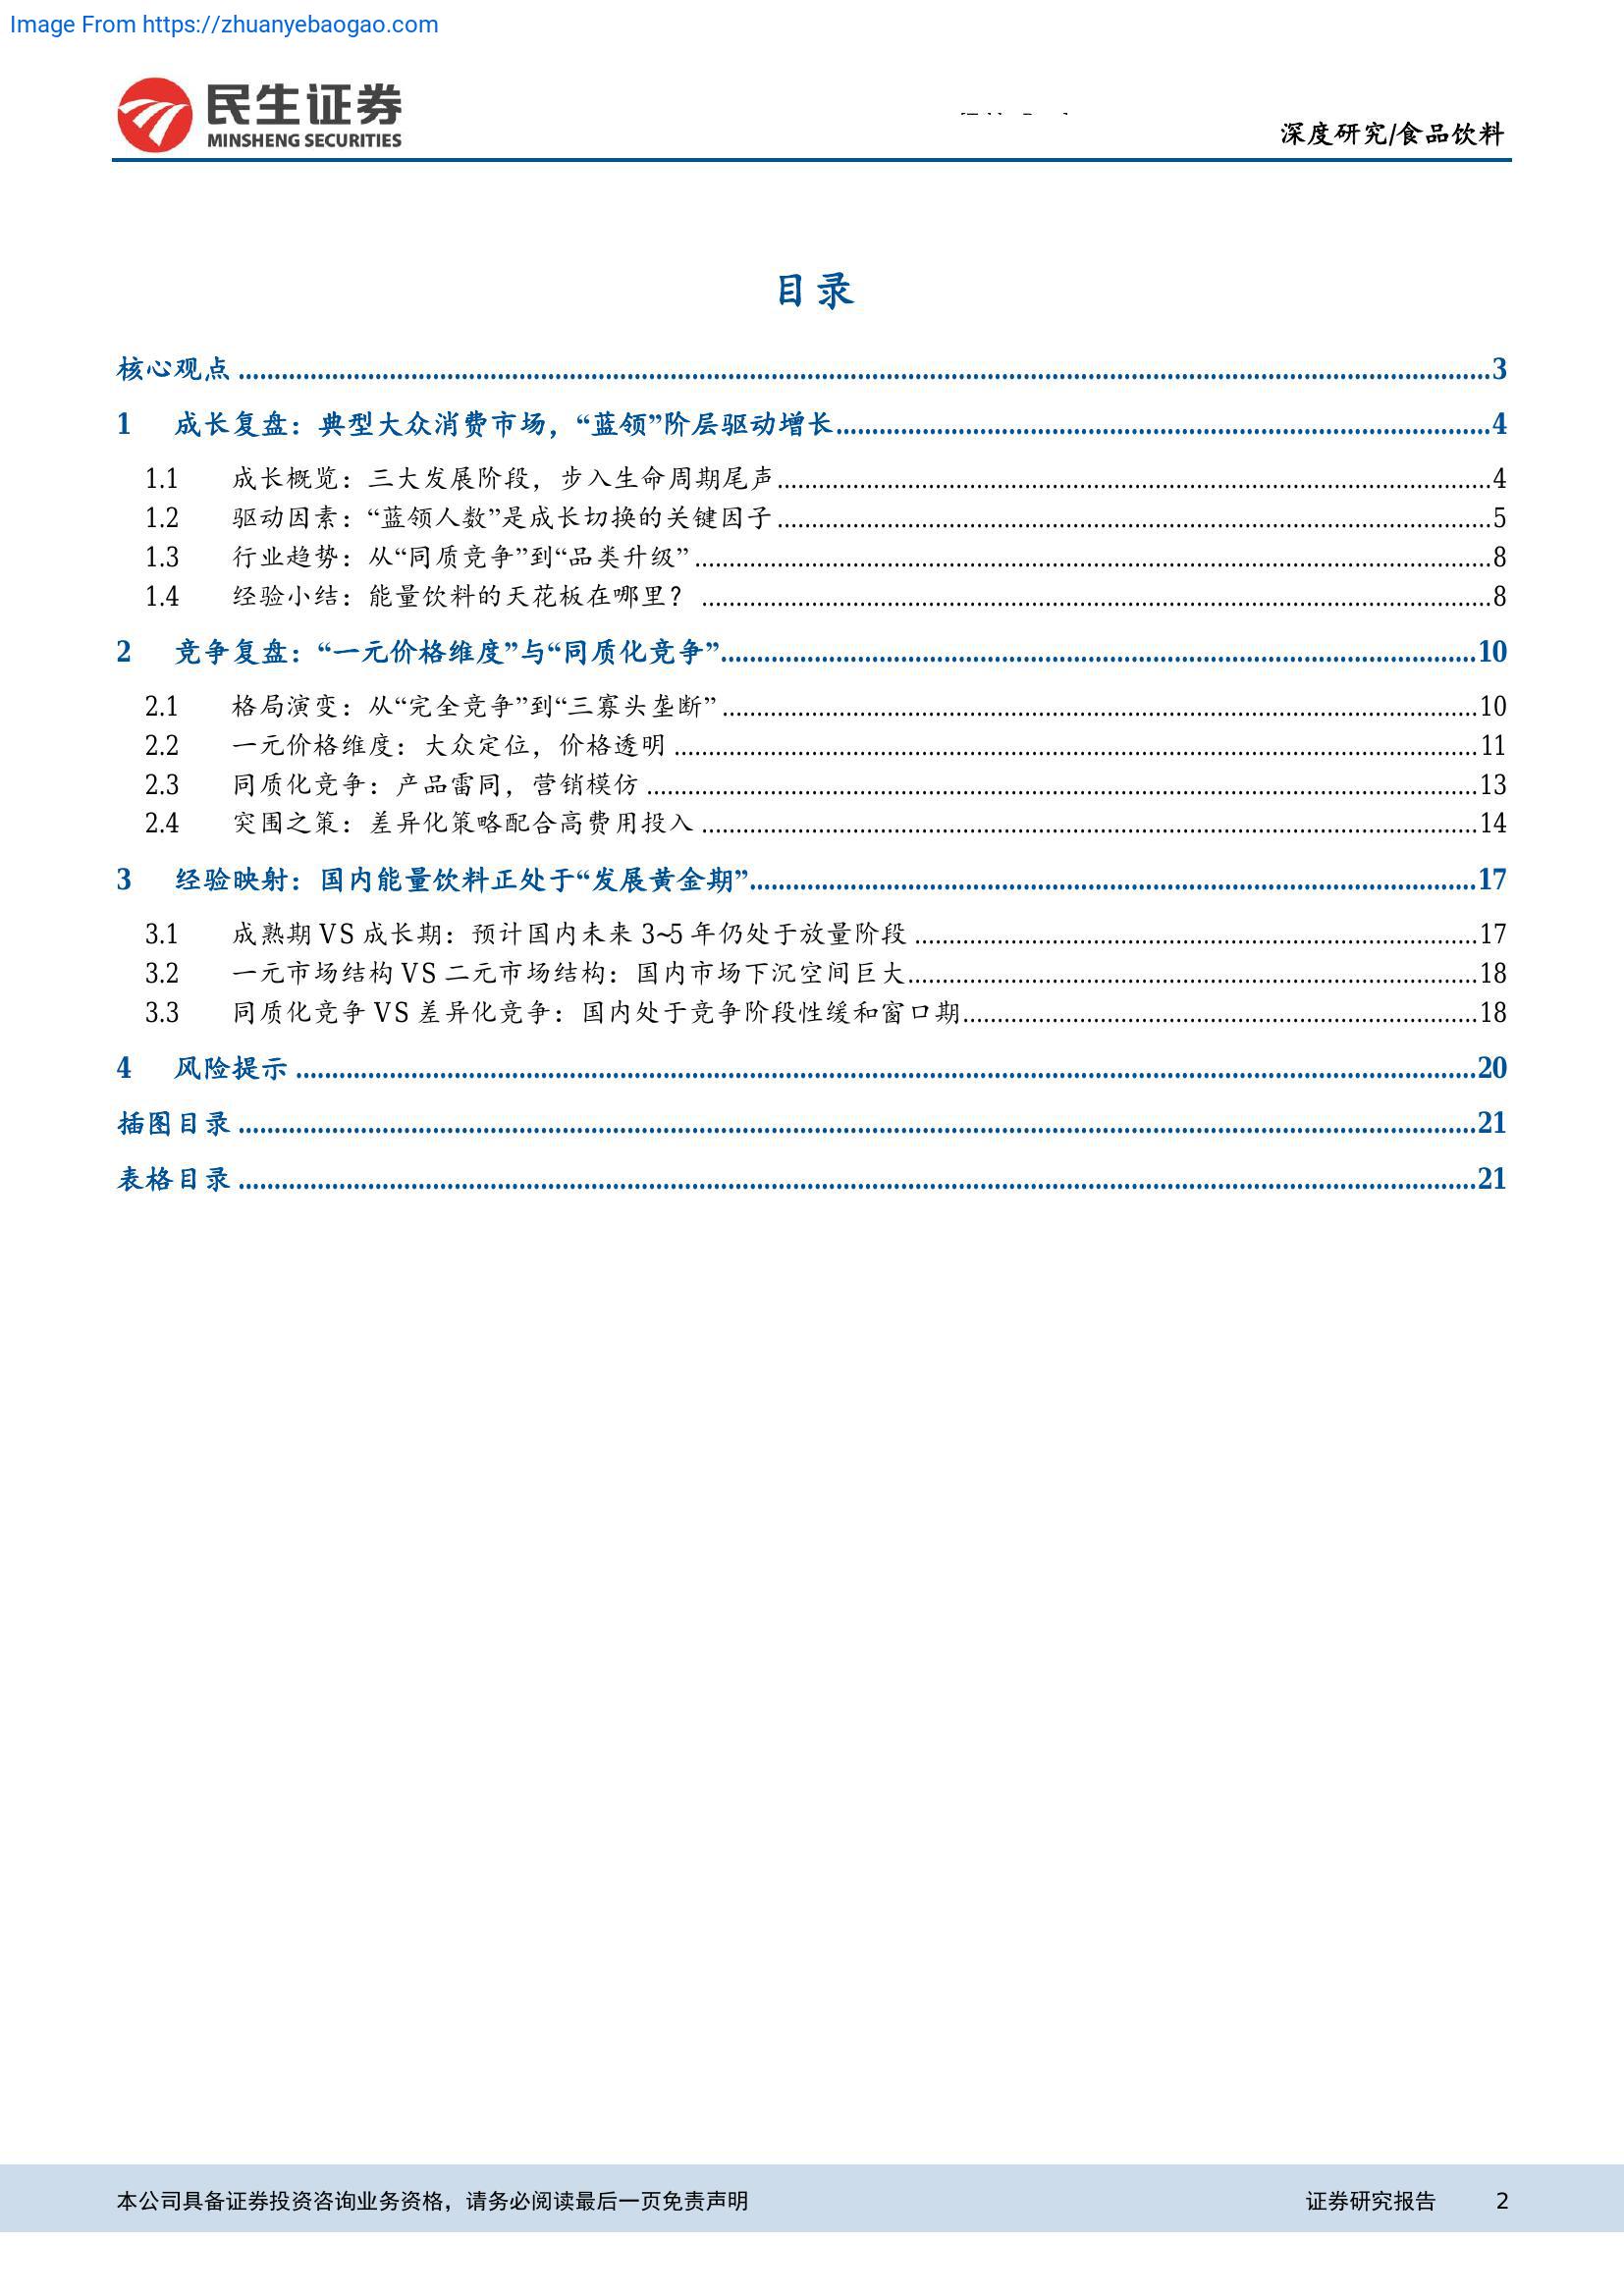 Image From https://zhuanyebaogao.com
民生证券
MINSHENG SECURITIES
深度研究/食品饮料
目录
核心观点 ........ 3
1 成长复盘：典型大众消费市场，“蓝领”阶层驱动增长 ........ 4
1.1 成长概览：三大发展阶段，步入生命周期尾声 ........ 4
1.2 驱动因素：“蓝领人数”是成长切换的关键因子 ........ 5
1.3 行业趋势：从“同质竞争”到“品类升级” ........ 8
1.4 经验小结：能量饮料的天花板在哪里？ ........ 8
2 竞争复盘：“一元价格维度”与“同质化竞争” ........ 10
2.1 格局演变：从“完全竞争”到“三寡头垄断” ........ 10
2.2 一元价格维度：大众定位，价格透明 ........ 11
2.3 同质化竞争：产品雷同，营销模仿 ........ 13
2.4 突围之策：差异化策略配合高费用投入 ........ 14
3 经验映射：国内能量饮料正处于“发展黄金期” ........ 17
3.1 成熟期 VS 成长期：预计国内未来 3~5 年仍处于放量阶段 ........ 17
3.2 一元市场结构 VS 二元市场结构：国内市场下沉空间巨大 ........ 18
3.3 同质化竞争 VS 差异化竞争：国内处于竞争阶段性缓和窗口期 ........ 18
4 风险提示 ........ 20
插图目录 ........ 21
表格目录 ........ 21
本公司具备证券投资咨询业务资格，请务必阅读最后一页免责声明 证券研究报告 2